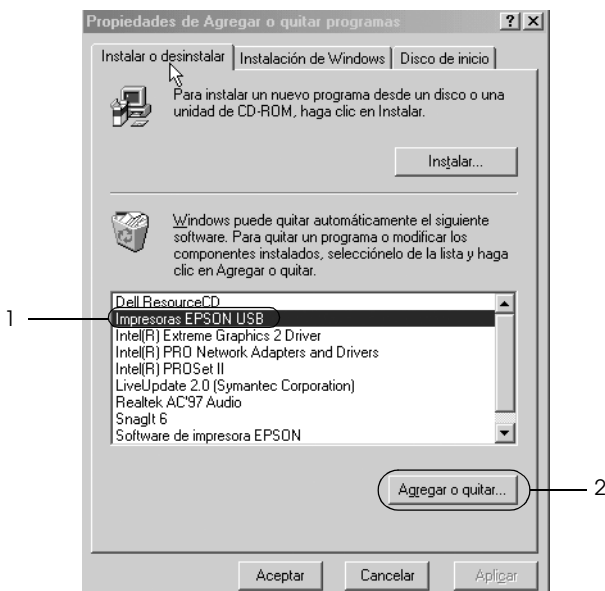 Propiedades de Agregar o quitar programas
Instalar o desinstalar Instalación de Windows Disco de inicio
Para instalar un nuevo programa desde un disco o una
unidad de CD-ROM, haga clic en Instalar.
Instalar...
Windows puede quitar automáticamente el siguiente
software. Para quitar un programa o modificar los
componentes instalados, selecciónelo de la lista y haga
clic en Agregar o quitar.
Dell ResourceCD
1 Impresoras EPSON USB
Intel(R) Extreme Graphics 2 Driver
Intel(R) PRO Network Adapters and Drivers
Intel(R) PROSet II
LiveUpdate 2.0 (Symantec Corporation)
Realtek AC'97 Audio
SnagIt 6
Software de impresora EPSON
Agregar o quitar... 2
Aceptar Cancelar Aplicar